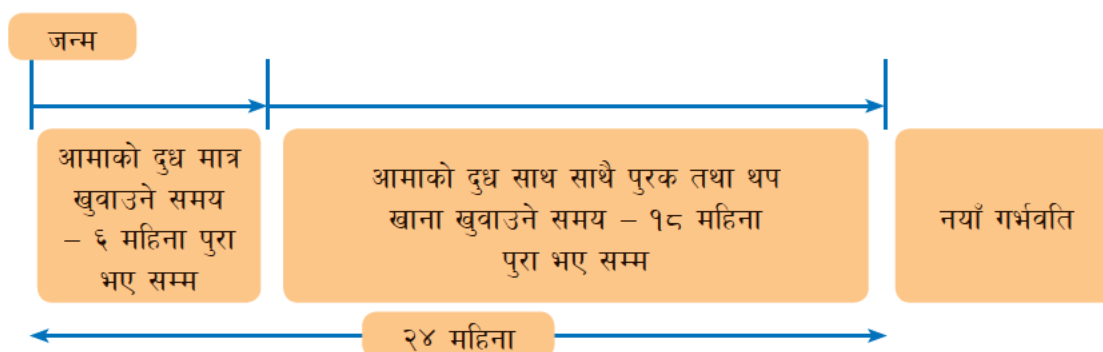 जन्म
आमाको दुध मात्र
खुवाउने समय
– ६ महिना पुरा
भए सम्म
आमाको दुध साथ साथै पुरक तथा थप
खाना खुवाउने समय – १८ महिना
पुरा भए सम्म
नयाँ गर्भवति
२४ महिना